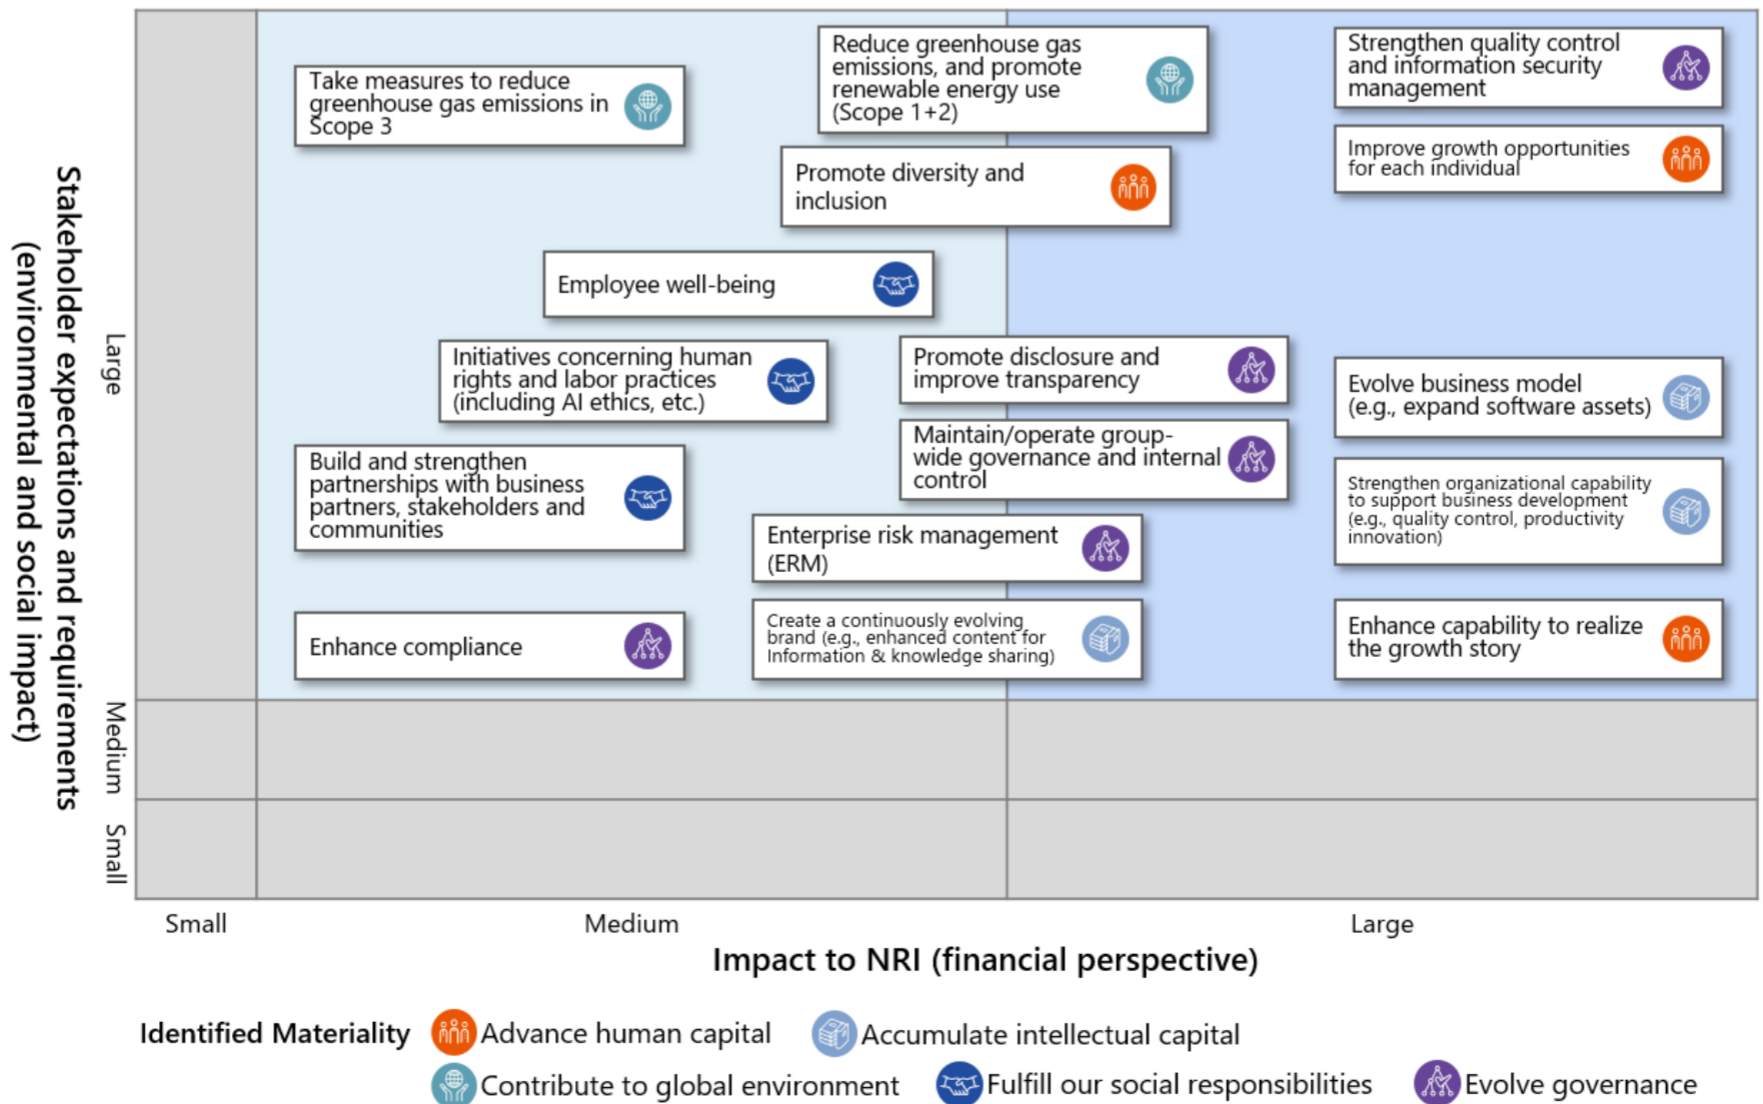 Take measures to reduce
greenhouse gas emissions in
Scope 3
Reduce greenhouse gas
emissions, and promote
renewable energy use
(Scope 1+2)
Strengthen quality control
and information security
management
Improve growth opportunities
for each individual
Promote diversity and
inclusion
Employee well-being
Initiatives concerning human
rights and labor practices
(including AI ethics, etc.)
Promote disclosure and
improve transparency
Evolve business model
(e.g., expand software assets)
Maintain/operate group-
wide governance and internal
control
Build and strengthen
partnerships with business
partners, stakeholders and
communities
Strengthen organizational capability
to support business development
(e.g., quality control, productivity
innovation)
Enterprise risk management
(ERM)
Enhance compliance
Create a continuously evolving
brand (e.g., enhanced content for
Information & knowledge sharing)
Enhance capability to realize
the growth story
Stakeholder expectations and requirements
(environmental and social impact)
Large
Medium
Small
Small
Medium
Large
Impact to NRI (financial perspective)
Identified Materiality
Advance human capital
Accumulate intellectual capital
Contribute to global environment
Fulfill our social responsibilities
Evolve governance